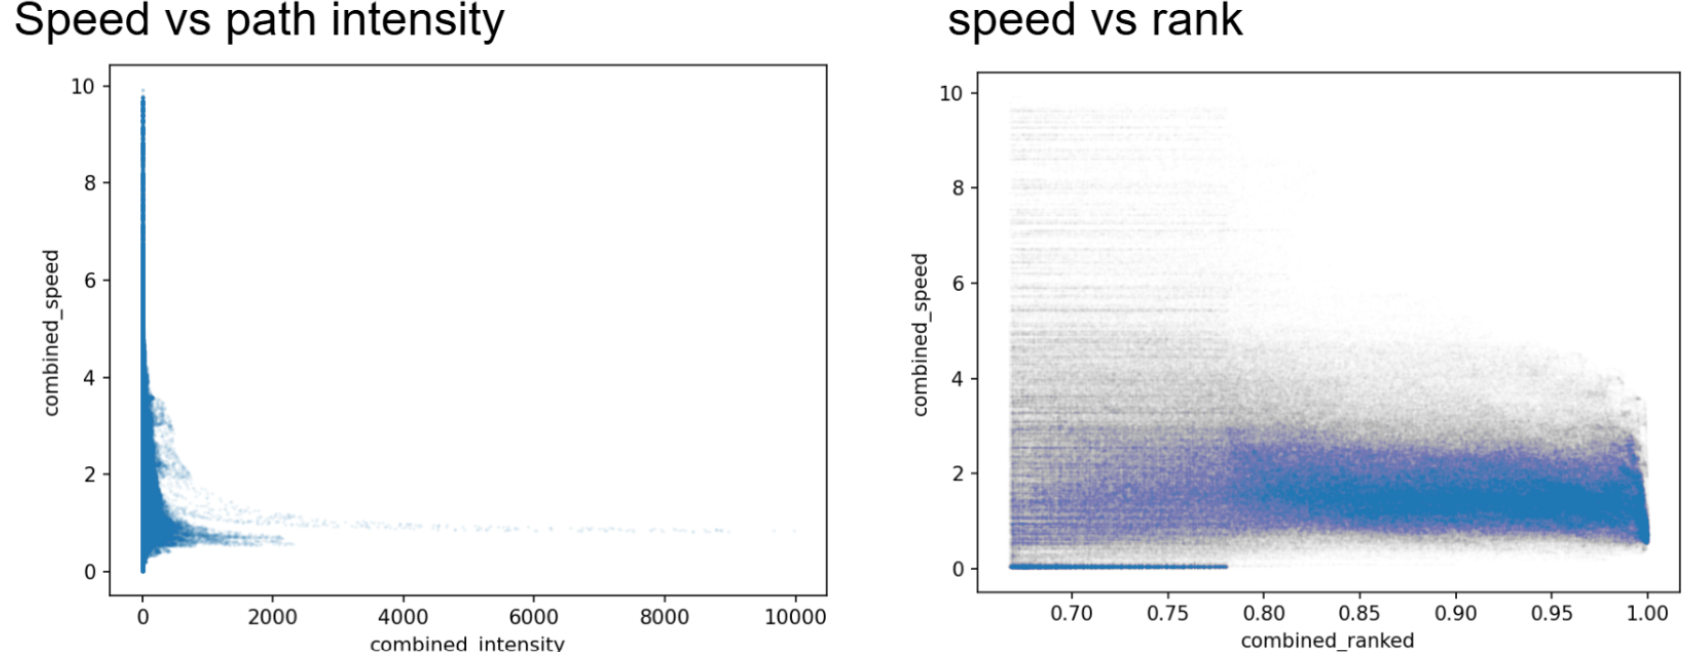 Speed vs path intensity
speed vs rank
10
8
6
4
2
0
combined_speed
0 2000 4000 6000 8000 10000
combined_intensity
10
8
6
4
2
0
combined_speed
0.70 0.75 0.80 0.85 0.90 0.95 1.00
combined_ranked